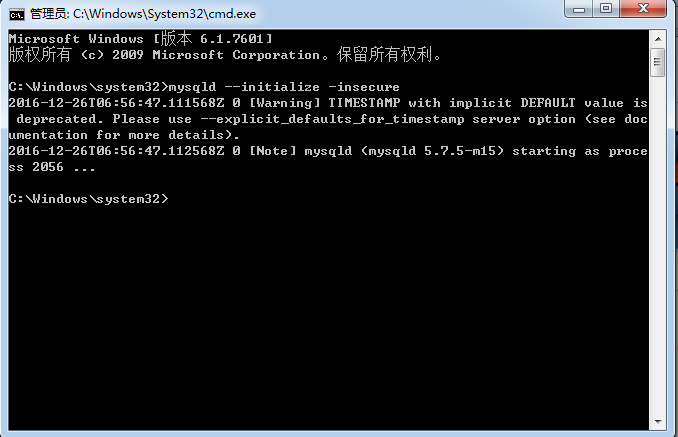 管理员: C:\Windows\System32\cmd.exe
Microsoft Windows [版本 6.1.7601]
版权所有 (c) 2009 Microsoft Corporation。保留所有权利。
C:\Windows\system32>mysqld --initialize -insecure
2016-12-26T06:56:47.111568Z 0 [Warning] TIMESTAMP with implicit DEFAULT value is
 deprecated. Please use --explicit_defaults_for_timestamp server option (see doc
umentation for more details).
2016-12-26T06:56:47.112568Z 0 [Note] mysqld (mysqld 5.7.5-m15) starting as proce
ss 2056 ...
C:\Windows\system32>